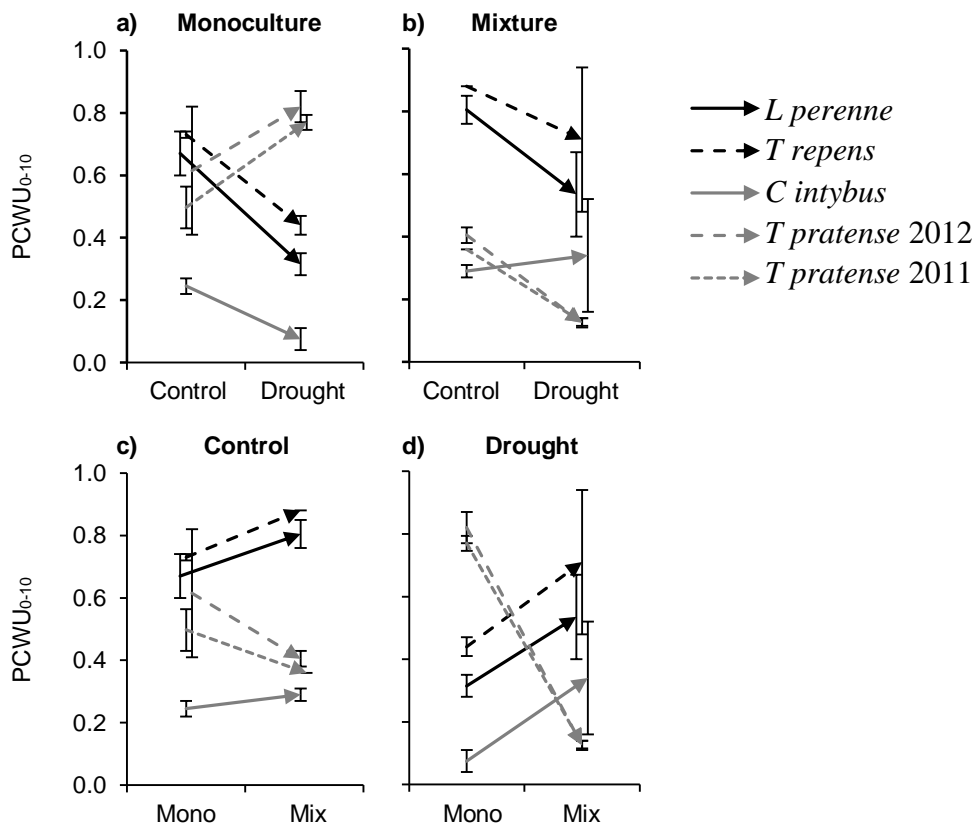 a) Monoculture
b) Mixture
PCWU0-10
1.0
0.8
0.6
0.4
0.2
0.0
Control Drought
Control Drought
L perenne
T repens
C intybus
T pratense 2012
T pratense 2011
c) Control
d) Drought
PCWU0-10
1.0
0.8
0.6
0.4
0.2
0.0
Mono Mix
Mono Mix